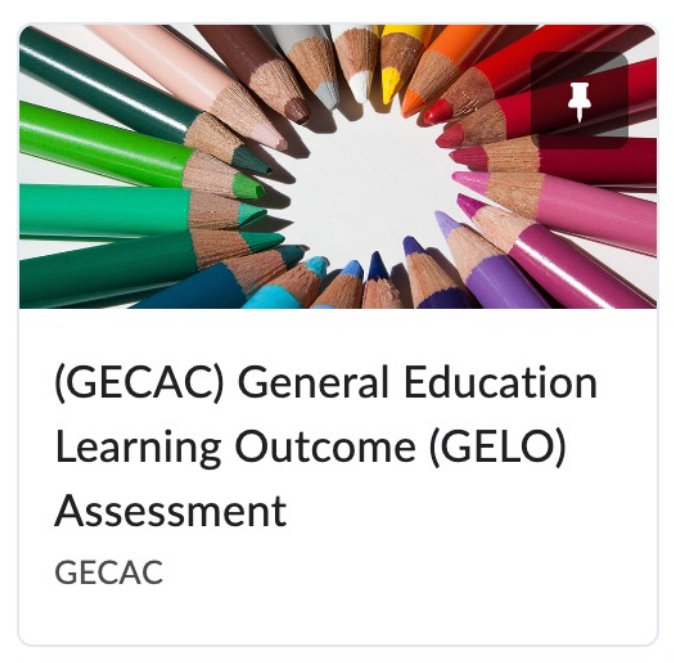 (GECAC) General Education
Learning Outcome (GELO)
Assessment
GECAC